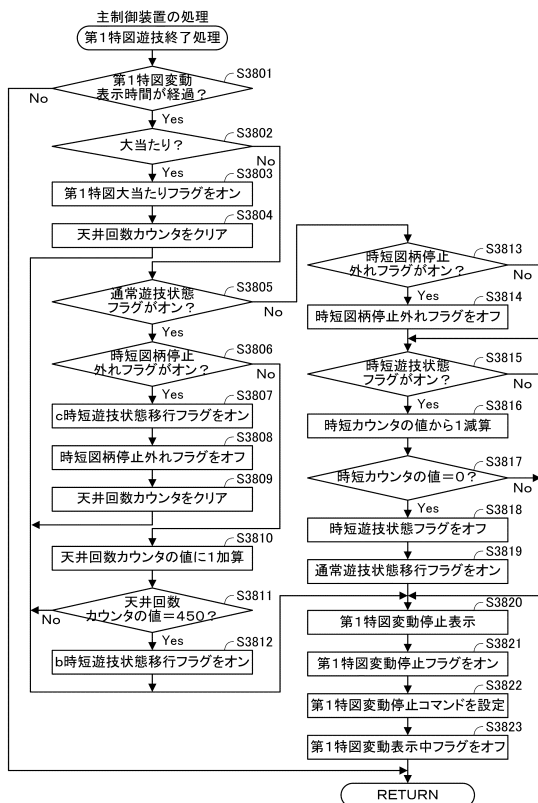 主制御装置の処理
第1特図遊技終了処理
S3801
第1特図変動
表示時間が経過？
No
Yes
S3802
大当たり？
No
Yes
S3803
第1特図大当たりフラグをオン
S3804
天井回数カウンタをクリア
S3805
通常遊技状態
フラグがオン？
No
Yes
S3806
時短図柄停止
外れフラグがオン？
No
Yes
S3807
c時短遊技状態移行フラグをオン
S3808
時短図柄停止外れフラグをオフ
S3809
天井回数カウンタをクリア
S3810
天井回数カウンタの値に1加算
S3811
天井回数
カウンタの値＝450？
No
Yes
S3812
b時短遊技状態移行フラグをオン
S3813
時短図柄停止
外れフラグがオン？
No
Yes
S3814
時短図柄停止外れフラグをオフ
S3815
時短遊技状態
フラグがオン？
No
Yes
S3816
時短カウンタの値から1減算
S3817
時短カウンタの値＝0？
No
Yes
S3818
時短遊技状態フラグをオフ
S3819
通常遊技状態移行フラグをオン
S3820
第1特図変動停止表示
S3821
第1特図変動停止フラグをオン
S3822
第1特図変動停止コマンドを設定
S3823
第1特図変動表示中フラグをオフ
RETURN